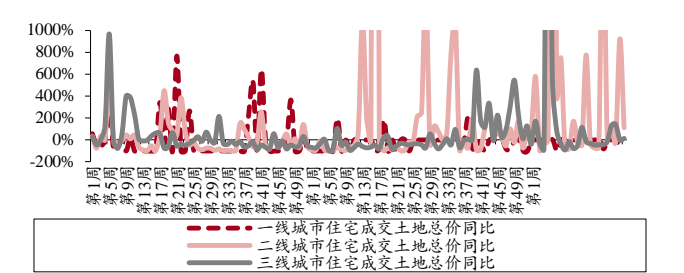 1000%
800%
600%
400%
200%
0%
-200%
第1周
第5周
第9周
第13周
第17周
第21周
第25周
第29周
第33周
第37周
第41周
第45周
第49周
第1周
第5周
第9周
第13周
第17周
第21周
第25周
第29周
第33周
第37周
第41周
第45周
第49周
第1周
一线城市住宅成交土地总价同比
二线城市住宅成交土地总价同比
三线城市住宅成交土地总价同比